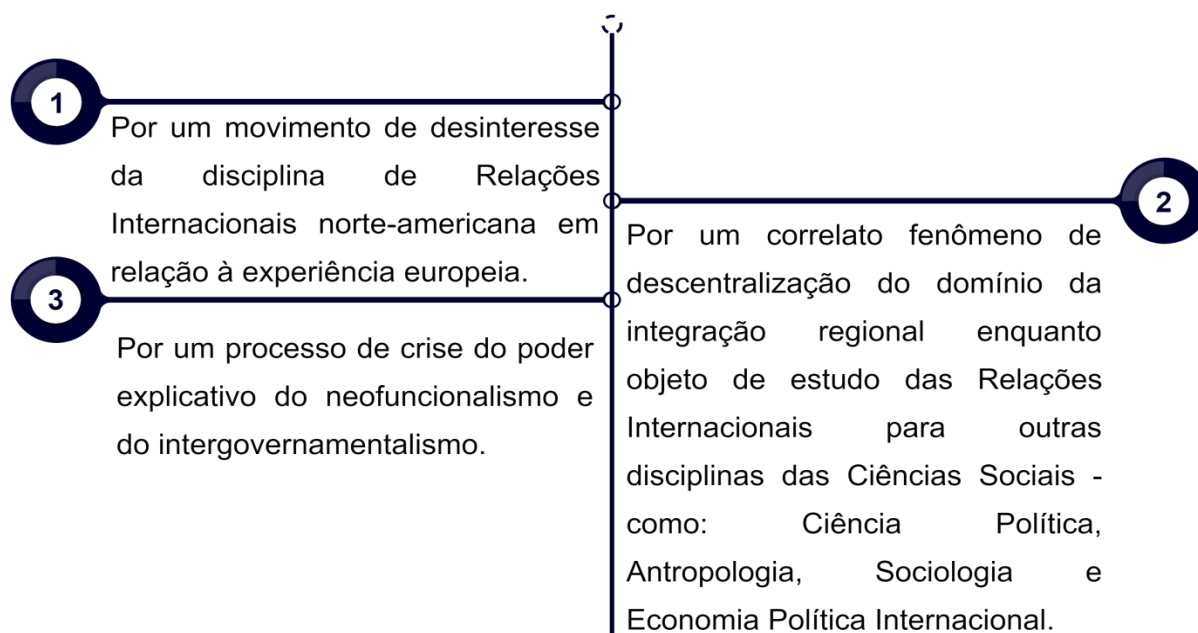 1
Por um movimento de desinteresse
da disciplina de Relações
Internacionais norte-americana em
relação à experiência europeia.
2
Por um correlato fenômeno de
descentralização do domínio da
integração regional enquanto
objeto de estudo das Relações
Internacionais para outras
disciplinas das Ciências Sociais -
como: Ciência Política,
Antropologia, Sociologia e
Economia Política Internacional.
3
Por um processo de crise do poder
explicativo do neofuncionalismo e
do intergovernamentalismo.